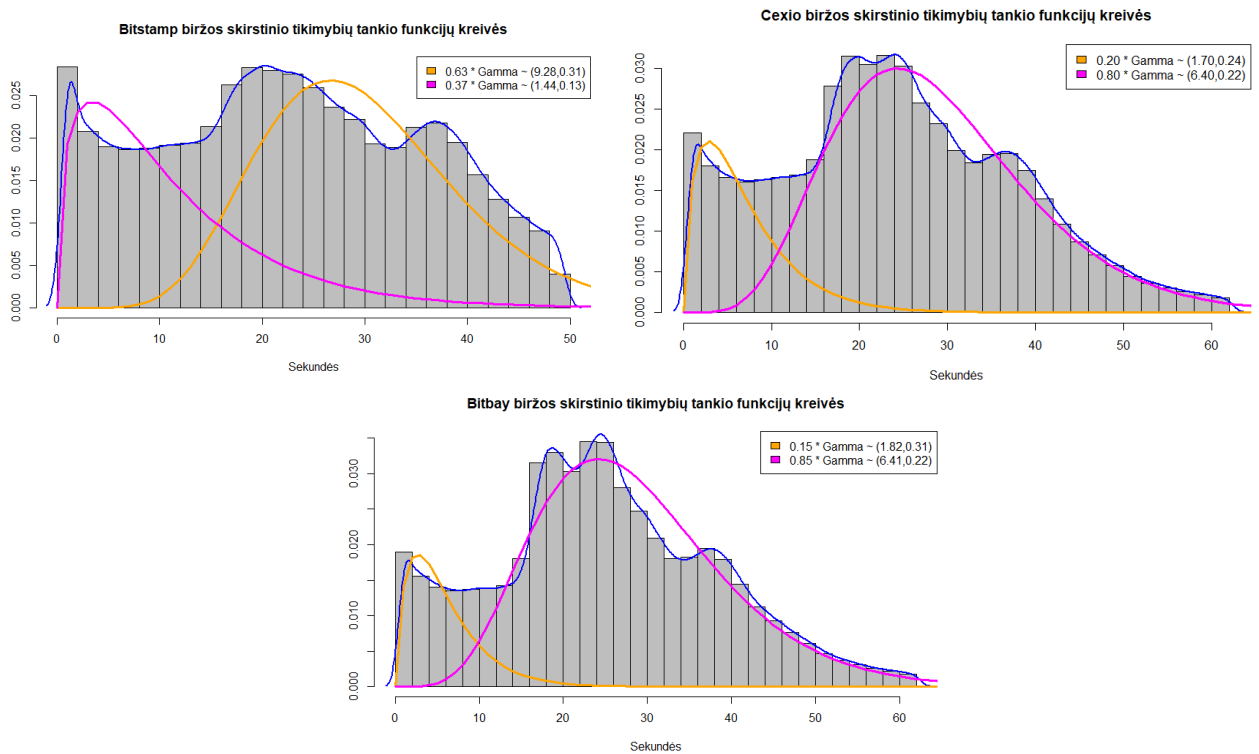 Bitstamp biržos skirstinio tikimybių tankio funkcijų kreivės
0.63 * Gamma ~ (9.28,0.31)
0.37 * Gamma ~ (1.44,0.13)
0.025
0.020
0.015
0.010
0.005
0.000
0 10 20 30 40 50
Sekundės
Cexio biržos skirstinio tikimybių tankio funkcijų kreivės
0.20 * Gamma ~ (1.70,0.24)
0.80 * Gamma ~ (6.40,0.22)
0.030
0.025
0.020
0.015
0.010
0.005
0.000
0 10 20 30 40 50 60
Sekundės
Bitbay biržos skirstinio tikimybių tankio funkcijų kreivės
0.15 * Gamma ~ (1.82,0.31)
0.85 * Gamma ~ (6.41,0.22)
0.030
0.020
0.010
0.000
0 10 20 30 40 50 60
Sekundės